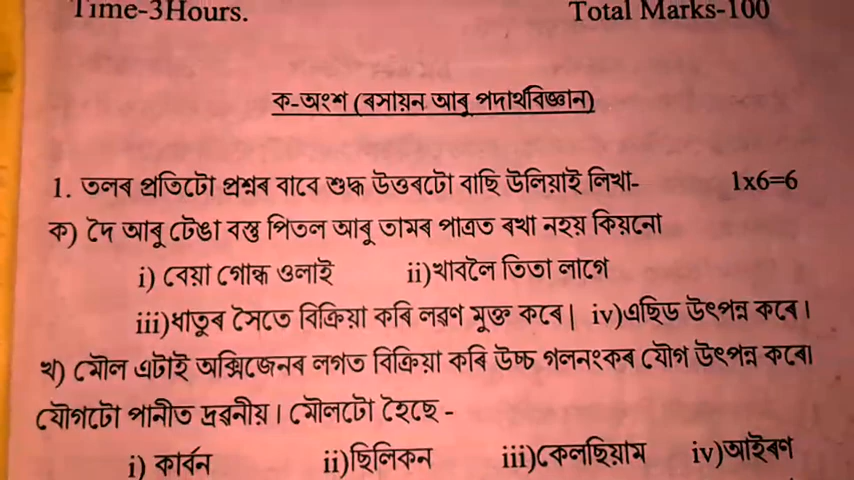 Time-3Hours. Total Marks-100
ক-অংশ (ৰসায়ন আৰু পদাৰ্থবিজ্ঞান)
1. তলৰ প্ৰতিটো প্ৰশ্নৰ বাবে শুদ্ধ উত্তৰটো বাছি উলিয়াই লিখা- 1x6=6
ক) দৈ আৰু টেঙা বস্তু পিতল আৰু তামৰ পাত্ৰত ৰখা নহয় কিয়নো
i) বেয়া গোন্ধ ওলাই ii)খাবলৈ তিতা লাগে
iii)ধাতুৰ সৈতে বিক্ৰিয়া কৰি লৱণ মুক্ত কৰে| iv)এছিড উৎপন্ন কৰে।
খ) মৌল এটাই অক্সিজেনৰ লগত বিক্ৰিয়া কৰি উচ্চ গলনংকৰ যৌগ উৎপন্ন কৰে৷
যৌগটো পানীত দ্ৰৱনীয়। মৌলটো হৈছে -
i) কাৰ্বন ii)ছিলিকন iii)কেলছিয়াম iv)আইৰণ